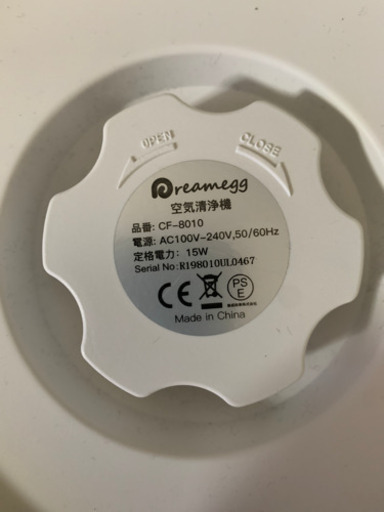 OPEN
CLOSE
Dreamegg
空気清浄機
品番: CF-8010
電源: AC100V-240V,50/60Hz
定格電力: 15W
Serial No:R198010UL0467
CE
PS
E
Made in China